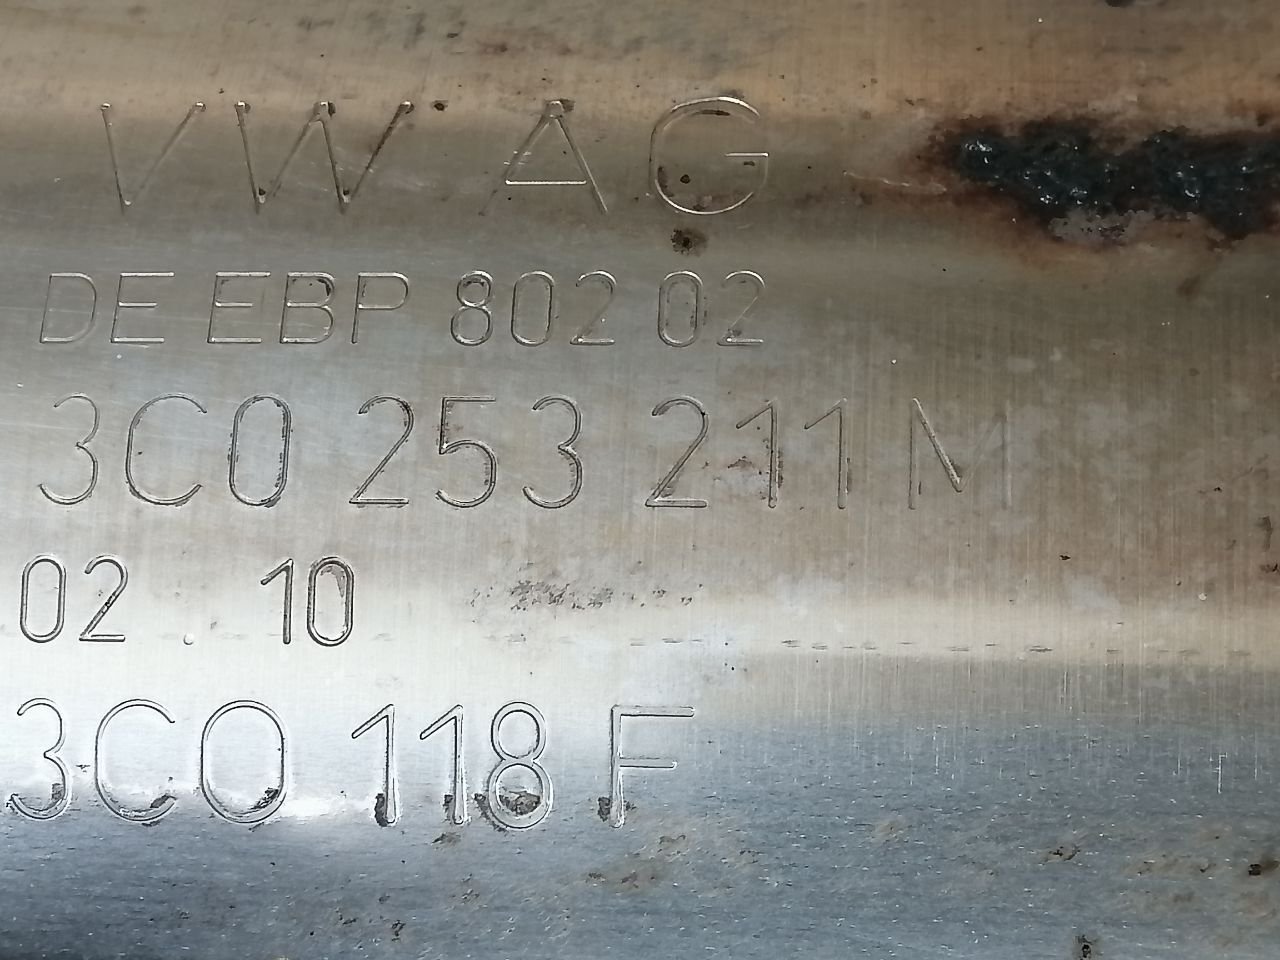 VW AG
DE EBP 802 02
3C0 253 211 M
02 . 10
3C0 118 F